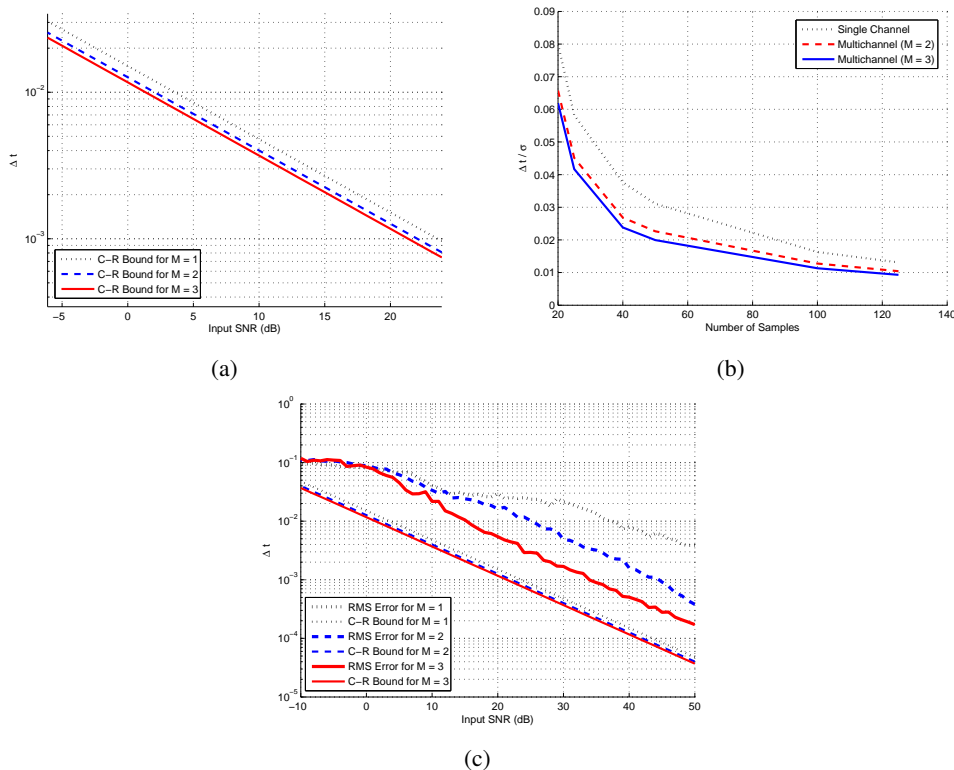 10^−2
10^−3
Δ t
−5 0 5 10 15 20
Input SNR (dB)
C−R Bound for M = 1
C−R Bound for M = 2
C−R Bound for M = 3
(a)
0.09
0.08
0.07
0.06
0.05
0.04
0.03
0.02
0.01
0
Δ t / σ
20 40 60 80 100 120 140
Number of Samples
Single Channel
Multichannel (M = 2)
Multichannel (M = 3)
(b)
10^0
10^−1
10^−2
10^−3
10^−4
10^−5
Δ t
−10 0 10 20 30 40 50
Input SNR (dB)
RMS Error for M = 1
C−R Bound for M = 1
RMS Error for M = 2
C−R Bound for M = 2
RMS Error for M = 3
C−R Bound for M = 3
(c)